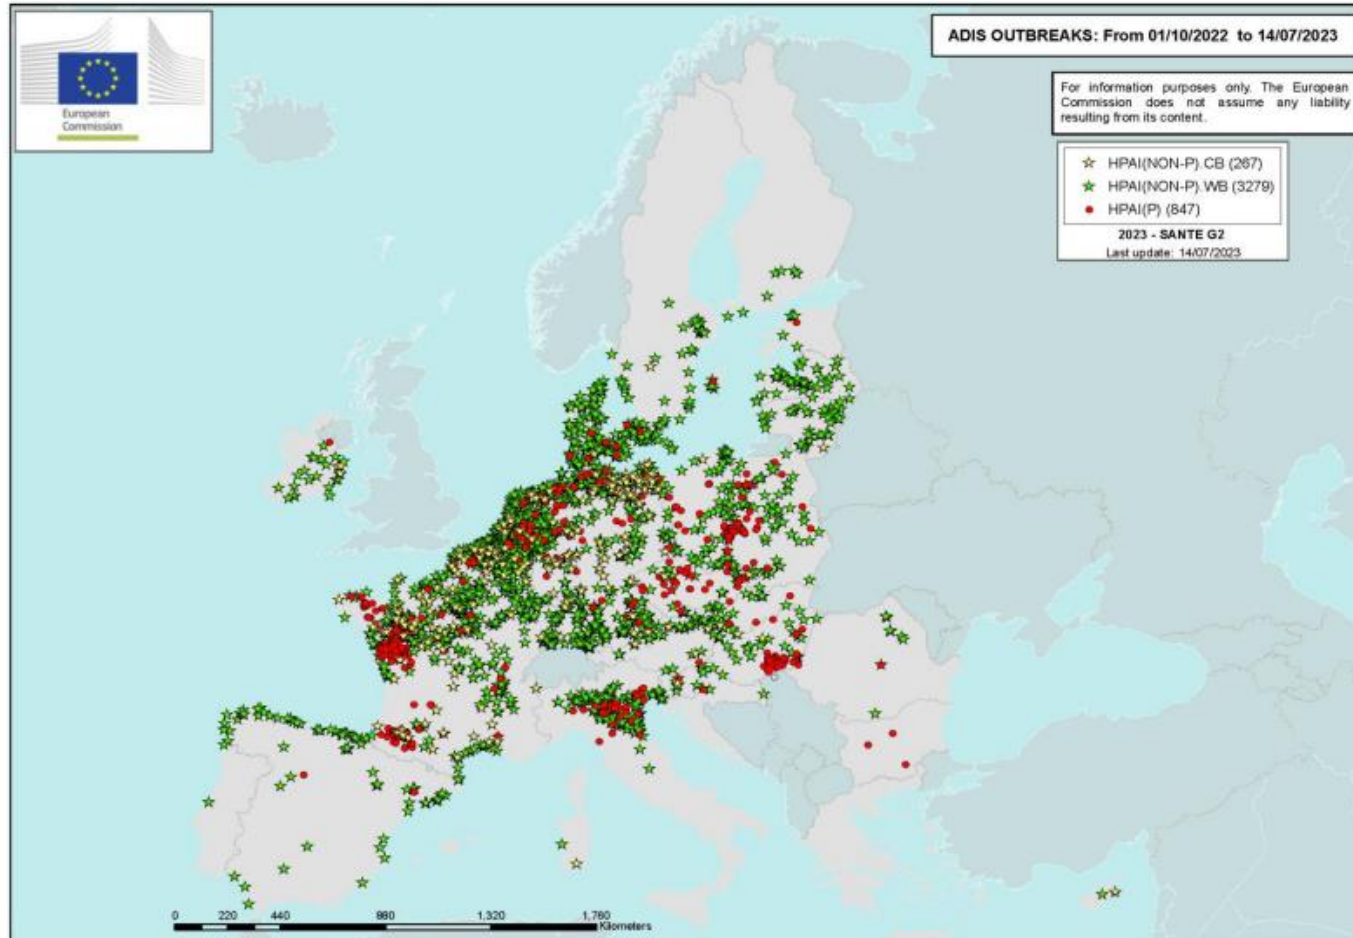 European
Commission
ADIS OUTBREAKS: From 01/10/2022 to 14/07/2023
For information purposes only. The European
Commission does not assume any liability
resulting from its content.
HPAI(NON-P).CB (267)
HPAI(NON-P).WB (3279)
HPAI(P) (847)
2023 - SANTE G2
Last update: 14/07/2023
0 220 440 880 1,320 1,760
Kilometers